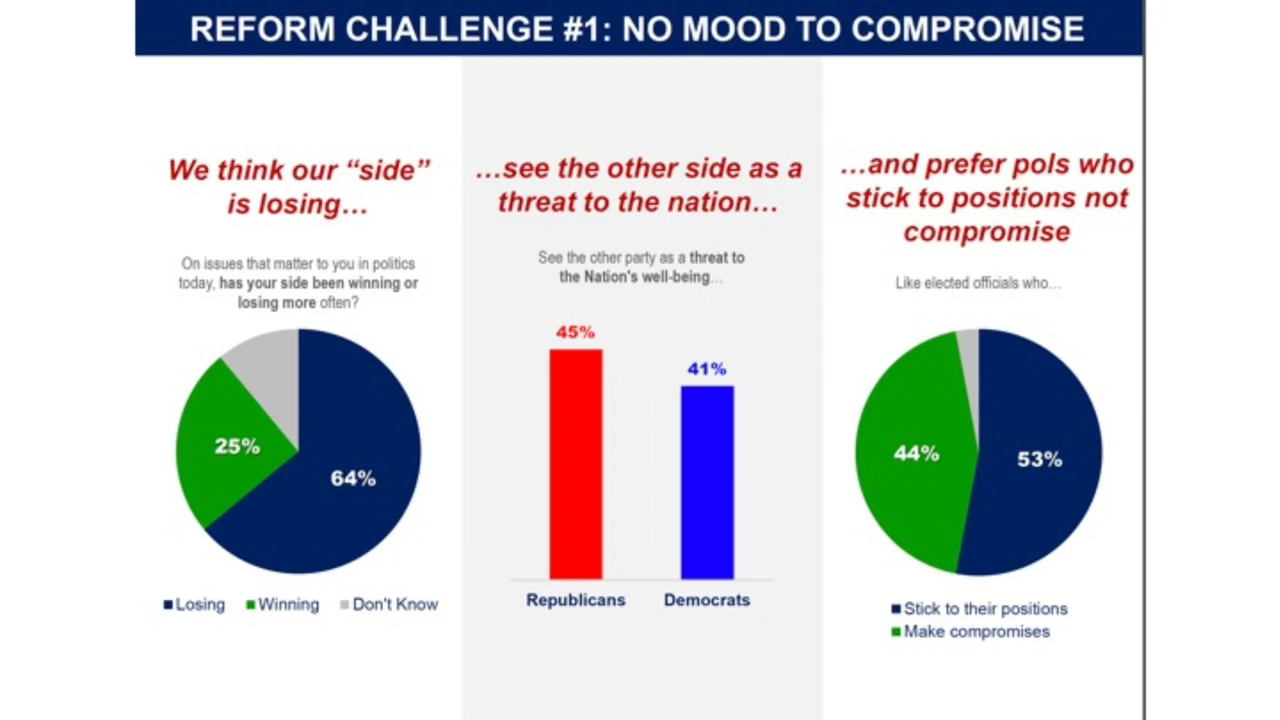 REFORM CHALLENGE #1: NO MOOD TO COMPROMISE
We think our “side”
is losing…
On issues that matter to you in politics
today, has your side been winning or
losing more often?
25%
64%
Losing Winning Don't Know
…see the other side as a
threat to the nation…
See the other party as a threat to
the Nation's well-being…
45%
41%
Republicans Democrats
…and prefer pols who
stick to positions not
compromise
Like elected officials who…
44%
53%
Stick to their positions
Make compromises